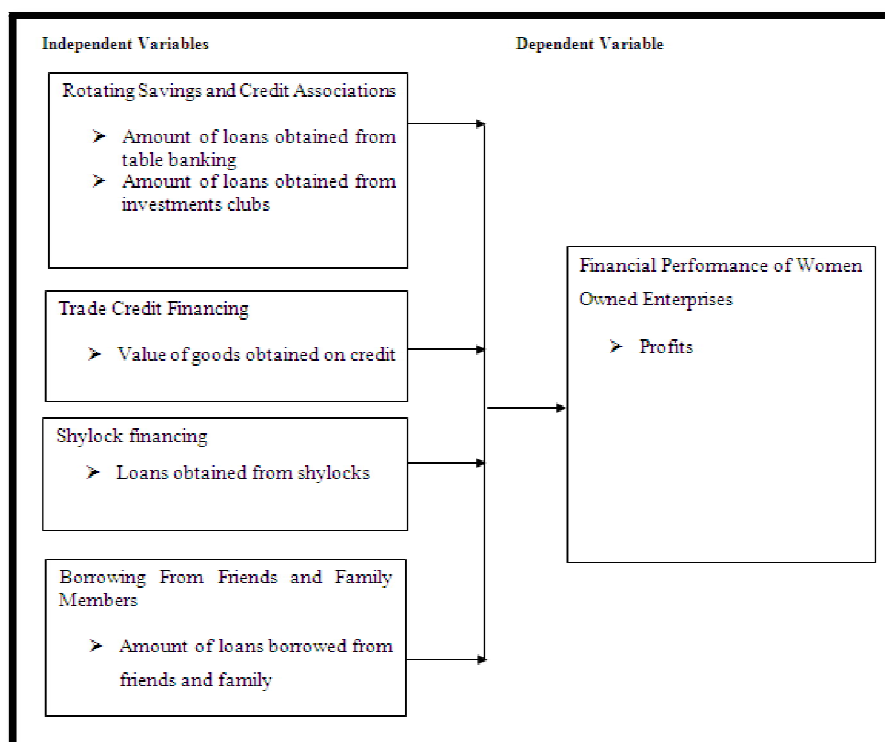 Independent Variables
Dependent Variable
Rotating Savings and Credit Associations
➤ Amount of loans obtained from
table banking
➤ Amount of loans obtained from
investments clubs
Trade Credit Financing
➤ Value of goods obtained on credit
Shylock financing
➤ Loans obtained from shylocks
Borrowing From Friends and Family
Members
➤ Amount of loans borrowed from
friends and family
Financial Performance of Women
Owned Enterprises
➤ Profits